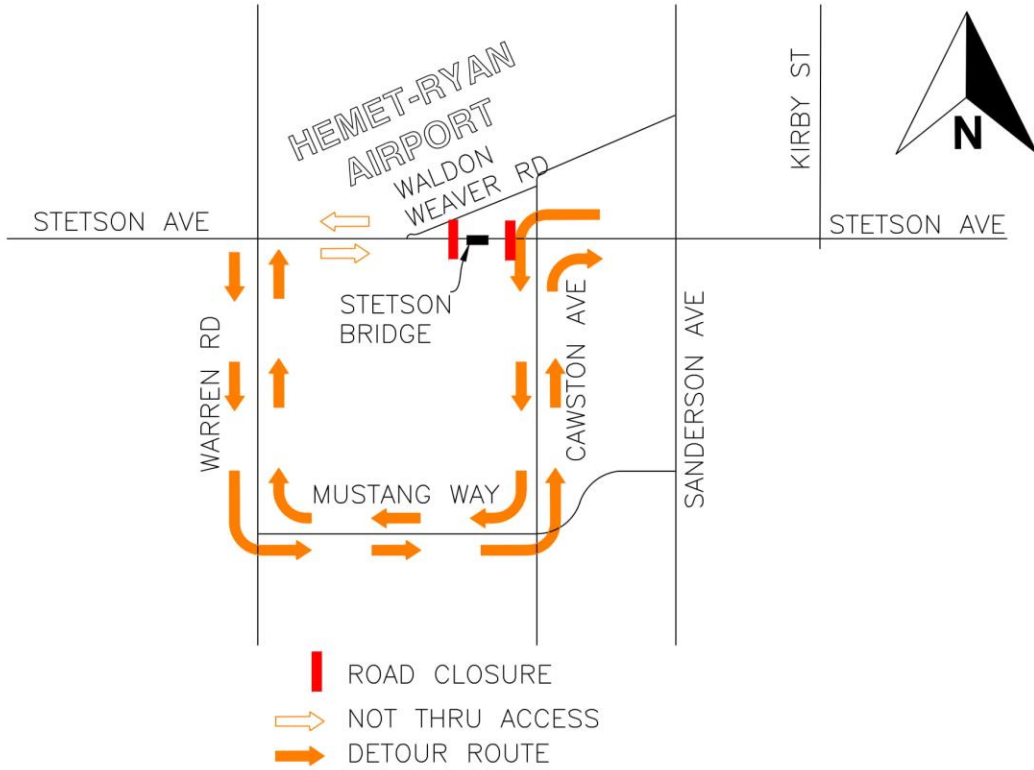 HEMET-RYAN
AIRPORT
WALDON
WEAVER RD
KIRBY ST
N
STETSON AVE
STETSON AVE
STETSON
BRIDGE
WARREN RD
CAWSTON AVE
SANDERSON AVE
MUSTANG WAY
ROAD CLOSURE
NOT THRU ACCESS
DETOUR ROUTE